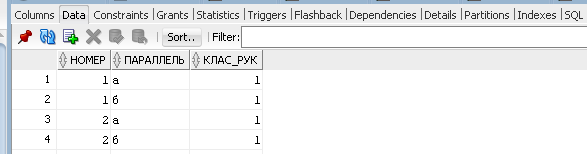 Columns Data Constraints Grants Statistics Triggers Flashback Dependencies Details Partitions Indexes SQL
Sort.. Filter:
НОМЕР ПАРАЛЛЕЛЬ КЛАС_РУК
1 1 а 1
2 1 б 1
3 2 а 1
4 2 б 1